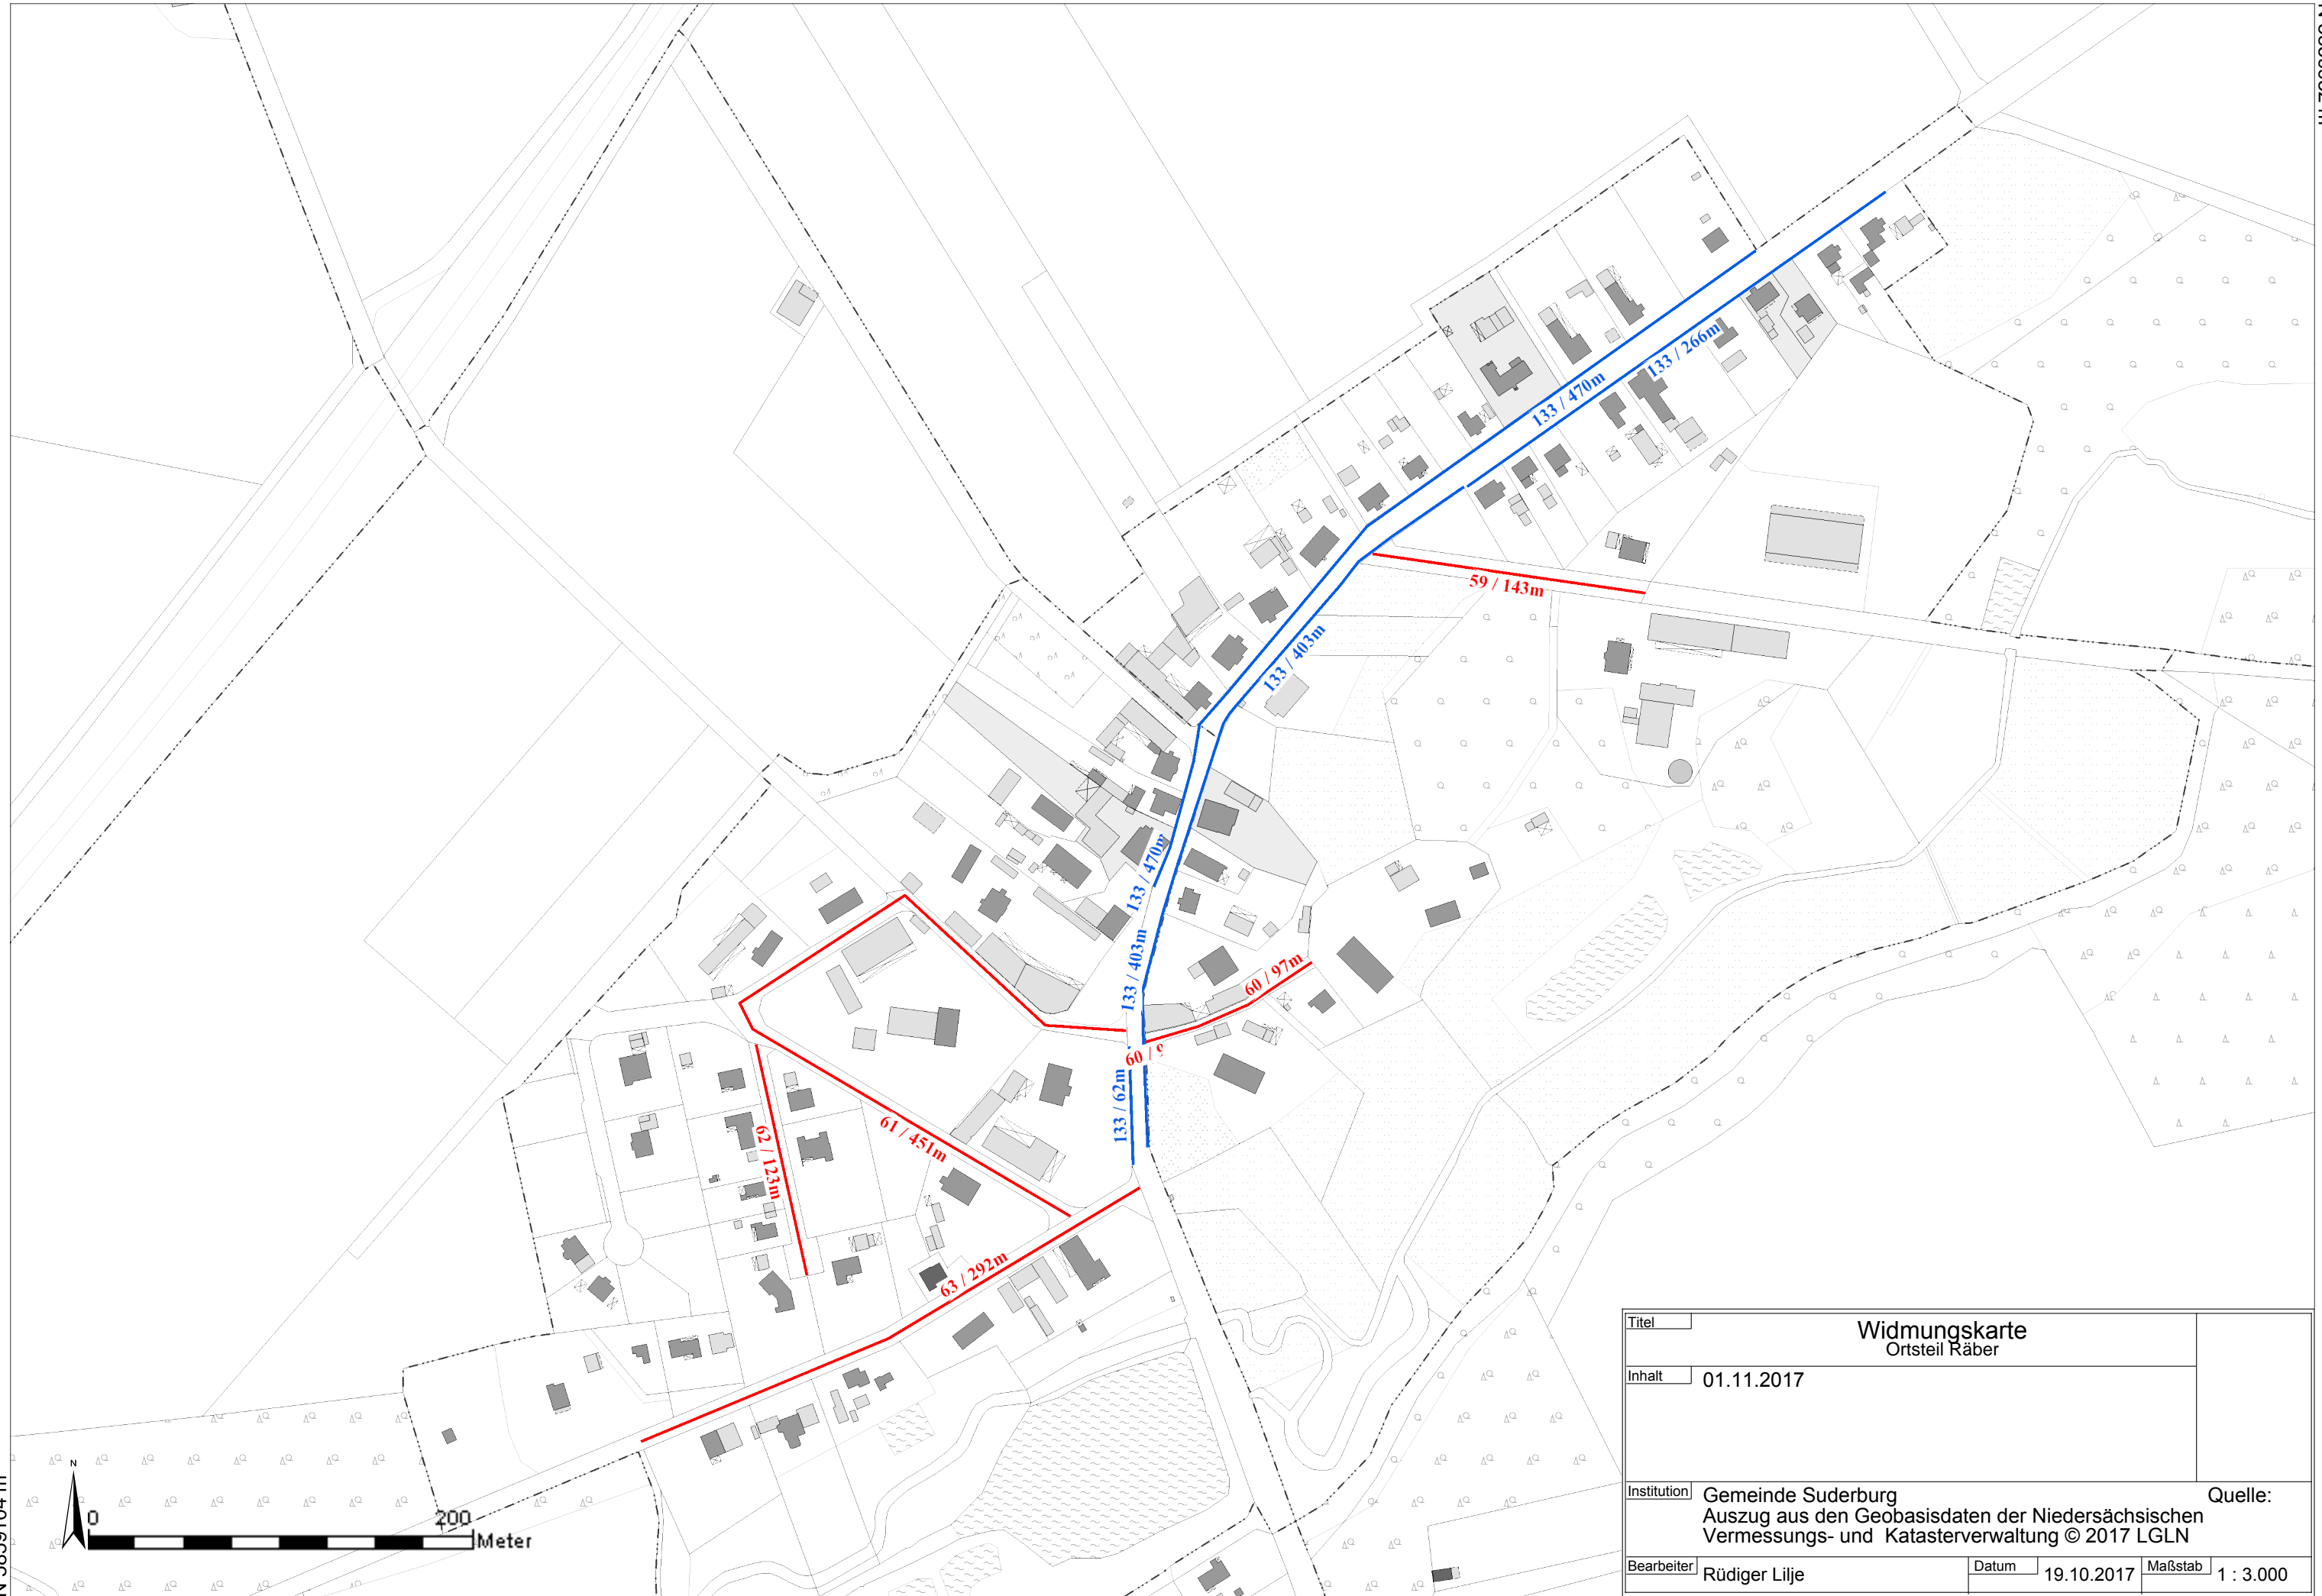 133 / 266m
133 / 470m
59 / 143m
133 / 403m
133 / 470m
133 / 403m
60 / 97m
60 / 9
133 / 62m
61 / 451m
62 / 123m
63 / 292m
N
0 200
Meter
Titel
Widmungskarte
Ortsteil Räber
Inhalt
01.11.2017
Institution
Gemeinde Suderburg Quelle:
Auszug aus den Geobasisdaten der Niedersächsischen
Vermessungs- und Katasterverwaltung © 2017 LGLN
Bearbeiter Rüdiger Lilje Datum 19.10.2017 Maßstab 1 : 3.000